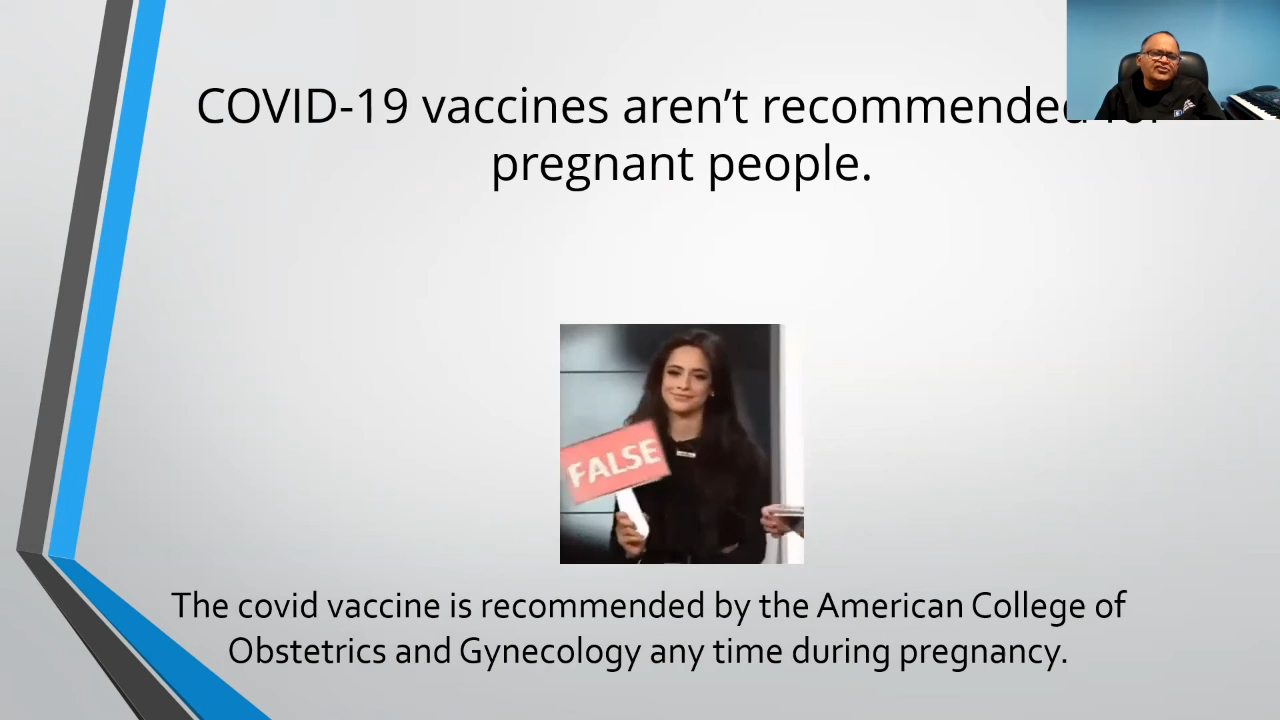 COVID-19 vaccines aren’t recommended
pregnant people.
FALSE
The covid vaccine is recommended by the American College of
Obstetrics and Gynecology any time during pregnancy.